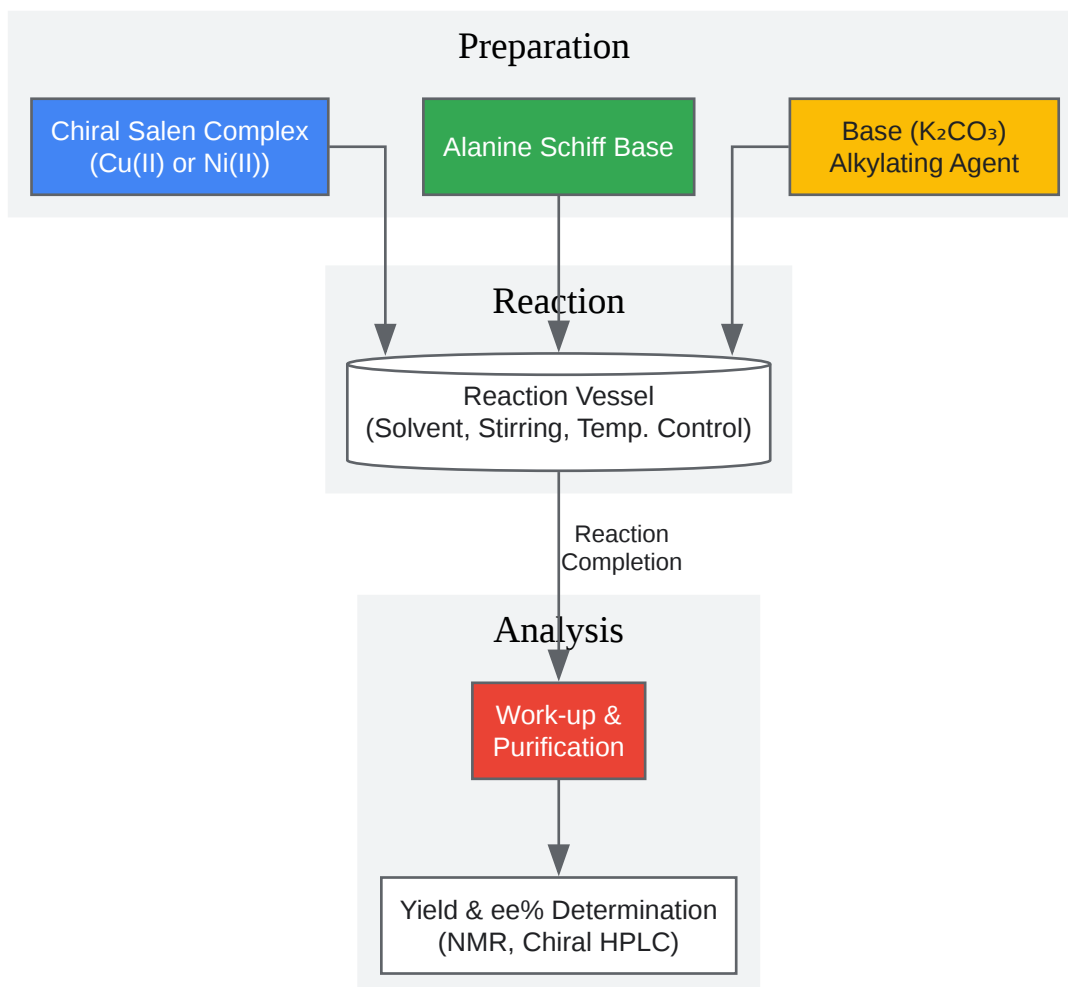 Preparation
Chiral Salen Complex
(Cu(II) or Ni(II))
Alanine Schiff Base
Base (K₂CO₃)
Alkylating Agent
Reaction
Reaction Vessel
(Solvent, Stirring, Temp. Control)
Reaction
Completion
Analysis
Work-up &
Purification
Yield & ee% Determination
(NMR, Chiral HPLC)